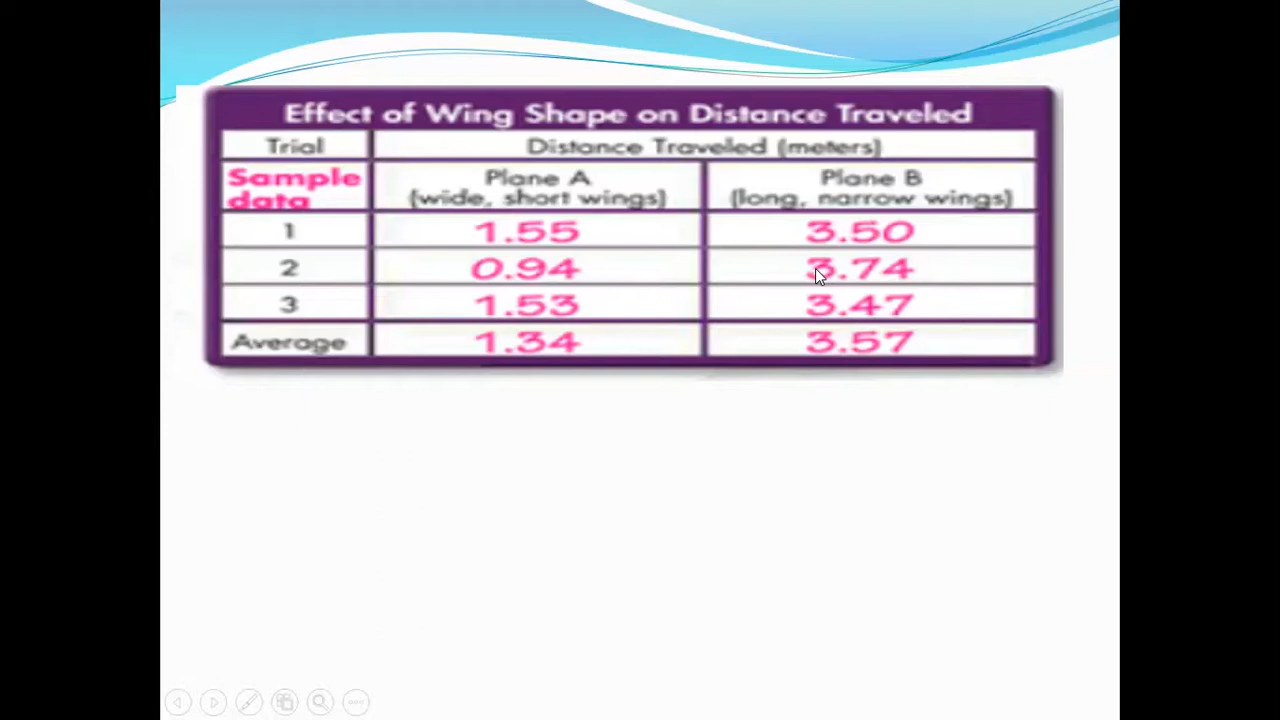 Effect of Wing Shape on Distance Traveled
Trial Distance Traveled (meters)
Sample data Plane A (wide, short wings) Plane B (long, narrow wings)
1 1.55 3.50
2 0.94 3.74
3 1.53 3.47
Average 1.34 3.57